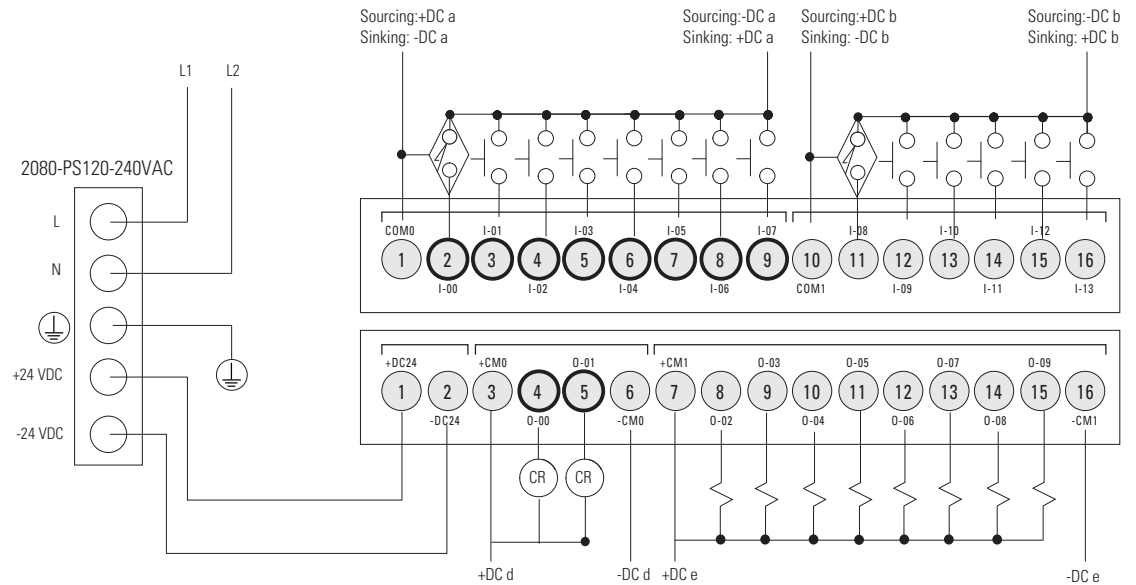 Sourcing:+DC a
Sinking: -DC a
Sourcing:-DC a
Sinking: +DC a
Sourcing:+DC b
Sinking: -DC b
Sourcing:-DC b
Sinking: +DC b
L1
L2
2080-PS120-240VAC
L
N
+24 VDC
-24 VDC
COM0
I-01
I-03
I-05
I-07
I-08
I-10
I-12
1
2
3
4
5
6
7
8
9
10
11
12
13
14
15
16
I-00
I-02
I-04
I-06
COM1
I-09
I-11
I-13
+DC24
+CM0
O-01
+CM1
O-03
O-05
O-07
O-09
1
2
3
4
5
6
7
8
9
10
11
12
13
14
15
16
-DC24
O-00
-CM0
O-02
O-04
O-06
O-08
-CM1
CR
CR
+DC d
-DC d
+DC e
-DC e